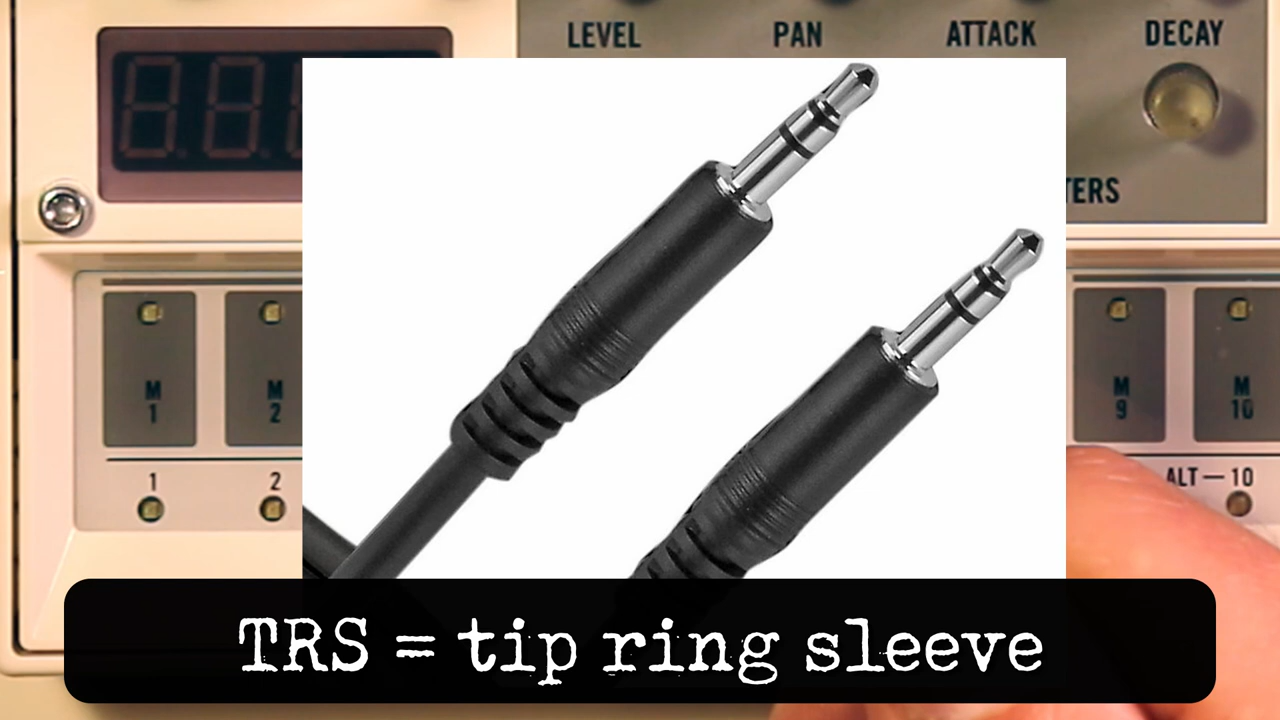 LEVEL PAN ATTACK DECAY
TERS
M M M M
1 2 9 10
1 2 ALT—10
TRS = tip ring sleeve